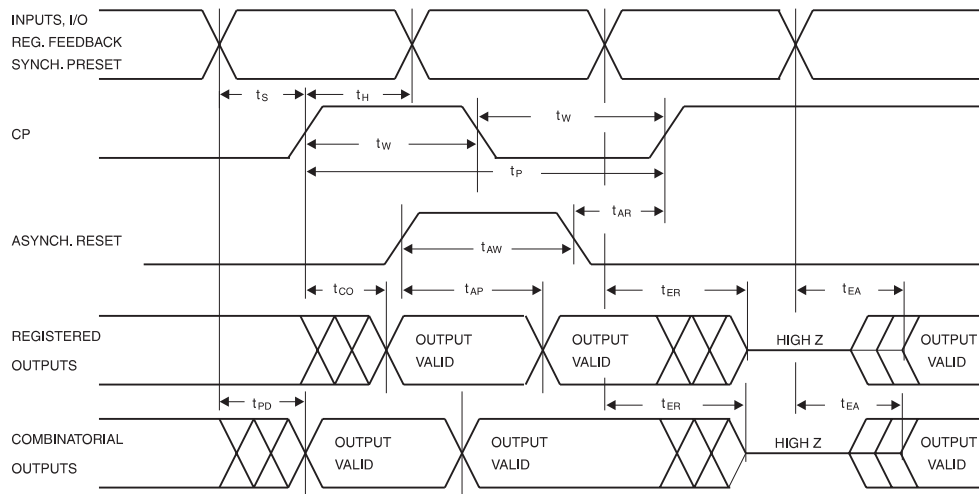 INPUTS, I/O
REG. FEEDBACK
SYNCH. PRESET
tS
tH
CP
tW
tW
tP
tAR
ASYNCH. RESET
tAW
tCO
tAP
tER
tEA
REGISTERED
OUTPUTS
OUTPUT
VALID
OUTPUT
VALID
HIGH Z
OUTPUT
VALID
tPD
tER
tEA
COMBINATORIAL
OUTPUTS
OUTPUT
VALID
OUTPUT
VALID
HIGH Z
OUTPUT
VALID